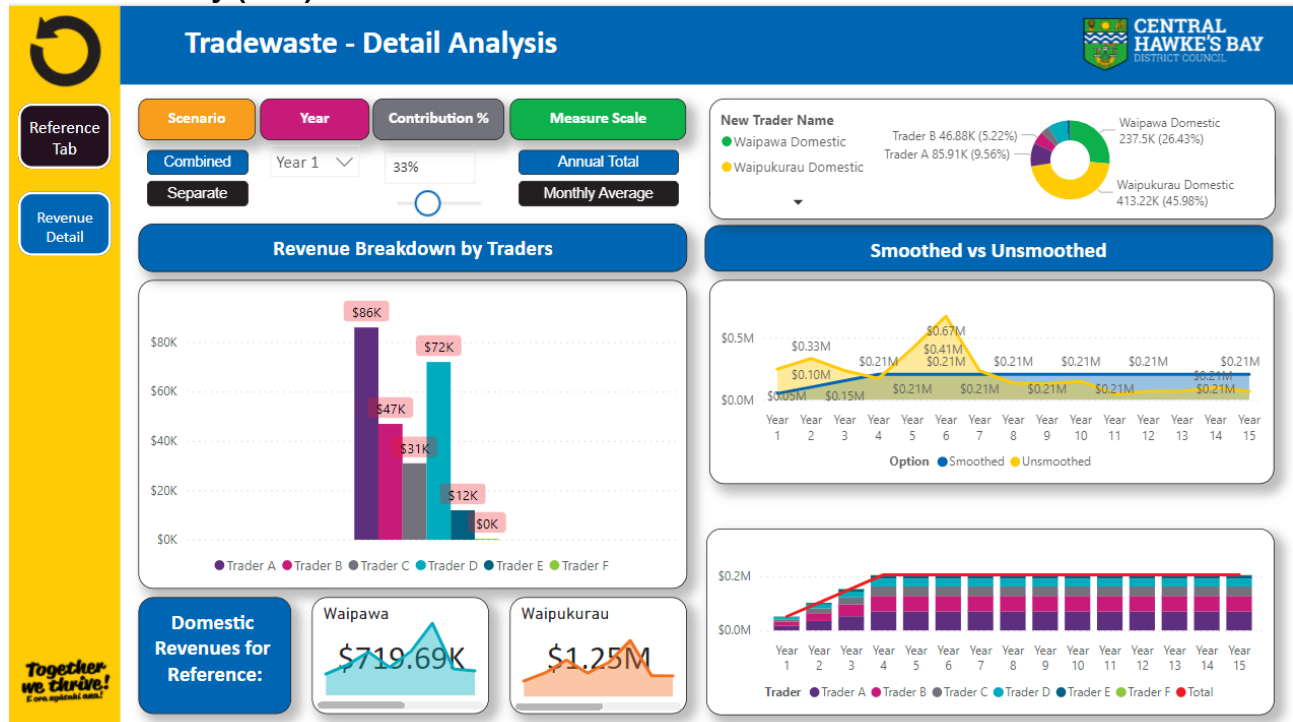 Tradewaste - Detail Analysis
CENTRAL
HAWKE'S BAY
DISTRICT COUNCIL
Reference
Tab
Revenue
Detail
Scenario
Year
Contribution %
Measure Scale
Combined
Separate
Year 1
33%
Annual Total
Monthly Average
New Trader Name
Waipawa Domestic
Waipukurau Domestic
Trader B 46.88K (5.22%)
Trader A 85.91K (9.56%)
Waipawa Domestic
237.5K (26.43%)
Waipukurau Domestic
413.22K (45.98%)
Revenue Breakdown by Traders
$80K
$60K
$40K
$20K
$0K
$86K
$47K
$31K
$72K
$12K
$0K
Trader A Trader B Trader C Trader D Trader E Trader F
Smoothed vs Unsmoothed
$0.5M
$0.0M
$0.33M
$0.10M
$0.05M
$0.15M
$0.21M
$0.67M
$0.41M
$0.21M
$0.21M
$0.21M
$0.21M
$0.21M
$0.21M
$0.21M
$0.21M
$0.21M
$0.21M
$0.21M
$0.21M
Year 1 Year 2 Year 3 Year 4 Year 5 Year 6 Year 7 Year 8 Year 9 Year 10 Year 11 Year 12 Year 13 Year 14 Year 15
Option Smoothed Unsmoothed
$0.2M
$0.0M
Year 1 Year 2 Year 3 Year 4 Year 5 Year 6 Year 7 Year 8 Year 9 Year 10 Year 11 Year 12 Year 13 Year 14 Year 15
Trader Trader A Trader B Trader C Trader D Trader E Trader F Total
Domestic
Revenues for
Reference:
Waipawa
$719.69K
Waipukurau
$1.25M
Together
we thrive!
E ora ngātahi ana!